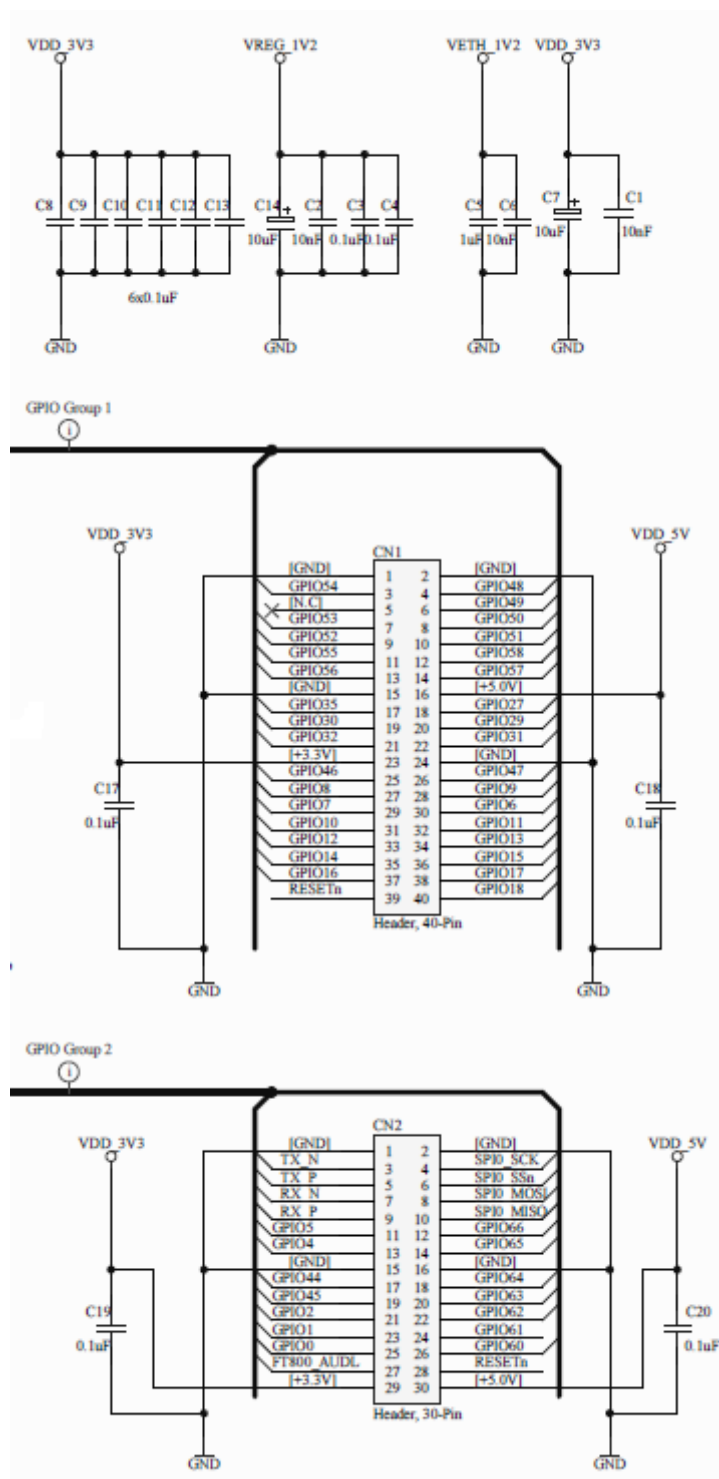 VDD_3V3 VREG_1V2 VETH_1V2 VDD_3V3
C8 C9 C10 C11 C12 C13 C14 + C2 C3 C4 C5 C6 C7 + C1
10uF 10nF 0.1uF 0.1uF 1uF 10nF 10uF 10nF
6x0.1uF
GND GND GND GND
GPIO Group 1
i
VDD_3V3 VDD_5V
CN1
[GND] 1 2 [GND]
GPIO54 3 4 GPIO48
[N.C] 5 6 GPIO49
GPIO53 7 8 GPIO50
GPIO52 9 10 GPIO51
GPIO55 11 12 GPIO58
GPIO56 13 14 GPIO57
[GND] 15 16 [+5.0V]
GPIO35 17 18 GPIO27
GPIO30 19 20 GPIO29
GPIO32 21 22 GPIO31
[+3.3V] 23 24 [GND]
GPIO46 25 26 GPIO47
GPIO8 27 28 GPIO9
GPIO7 29 30 GPIO6
GPIO10 31 32 GPIO11
GPIO12 33 34 GPIO13
GPIO14 35 36 GPIO15
GPIO16 37 38 GPIO17
RESETn 39 40 GPIO18
C17 C18
0.1uF 0.1uF
Header, 40-Pin
GND GND
GPIO Group 2
i
VDD_3V3 VDD_5V
CN2
[GND] 1 2 [GND]
TX_N 3 4 SPI0_SCK
TX_P 5 6 SPI0_SSn
RX_N 7 8 SPI0_MOSI
RX_P 9 10 SPI0_MISO
GPIO5 11 12 GPIO66
GPIO4 13 14 GPIO65
[GND] 15 16 [GND]
GPIO44 17 18 GPIO64
GPIO45 19 20 GPIO63
GPIO2 21 22 GPIO62
GPIO1 23 24 GPIO61
GPIO0 25 26 GPIO60
FT800_AUDL 27 28 RESETn
[+3.3V] 29 30 [+5.0V]
C19 C20
0.1uF 0.1uF
Header, 30-Pin
GND GND